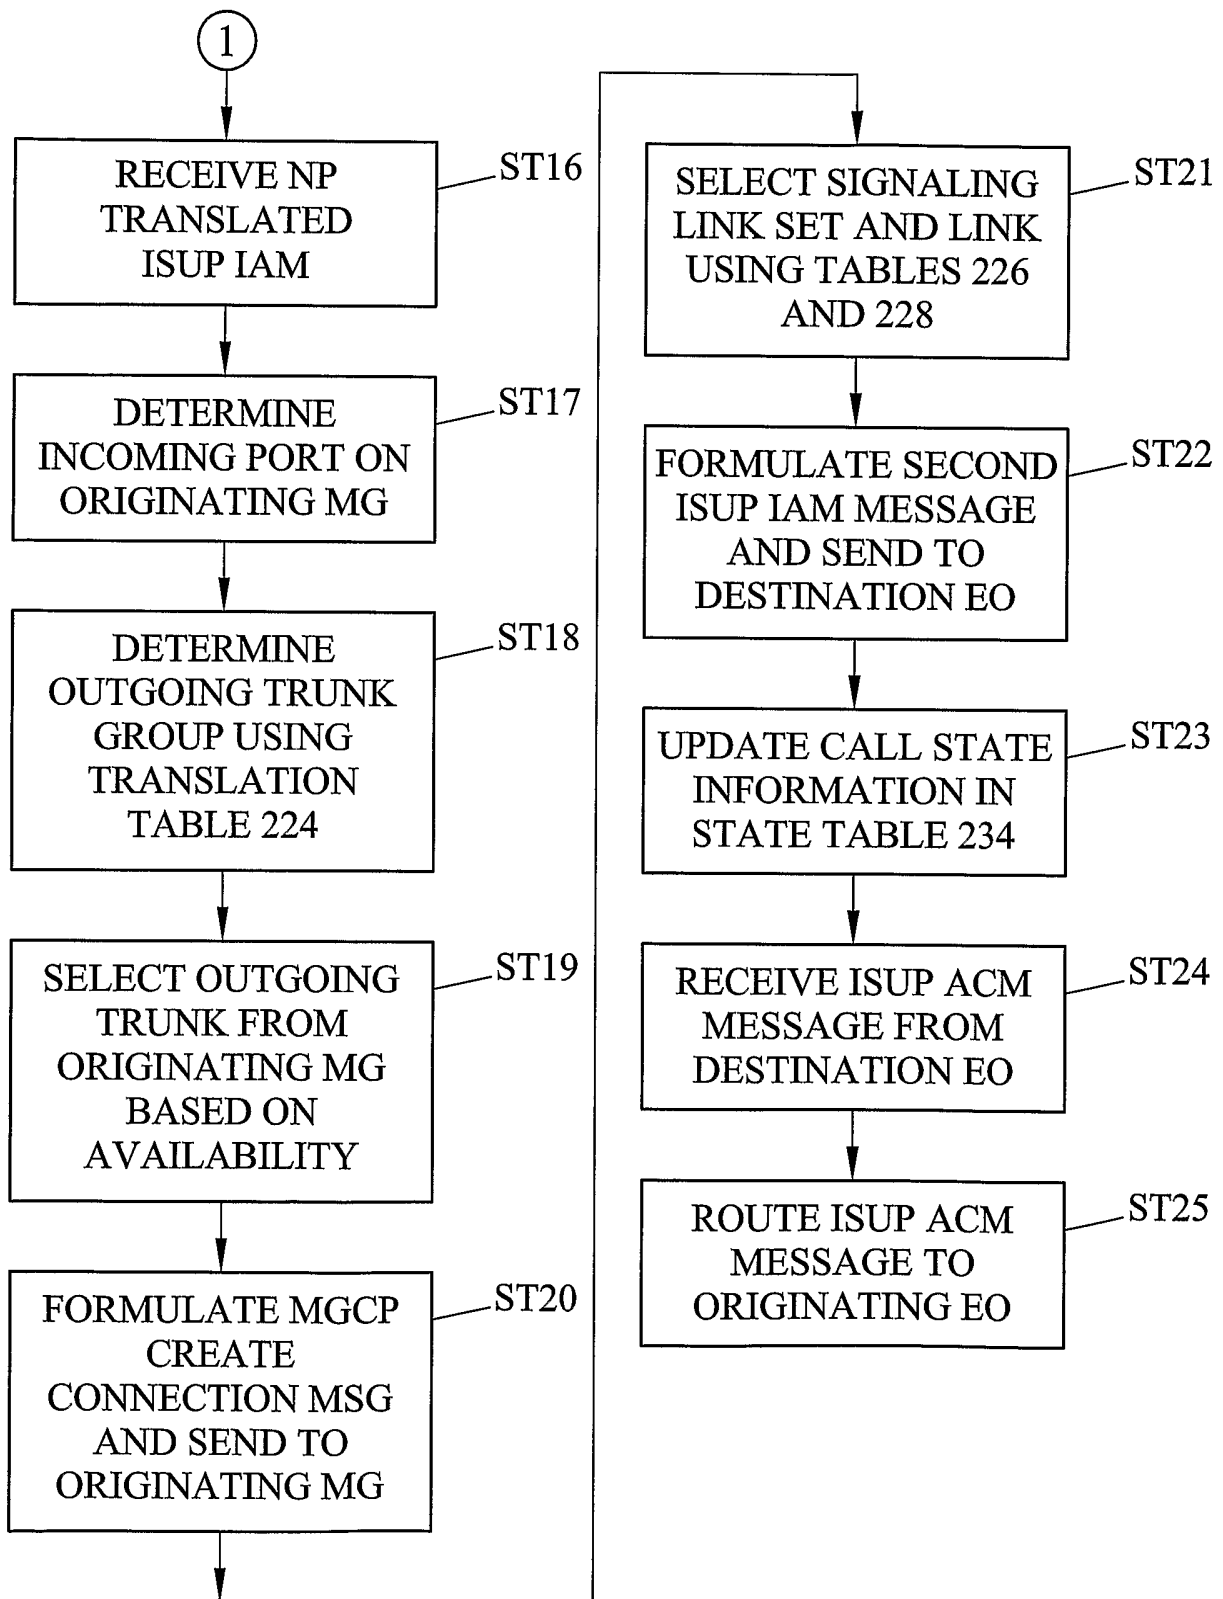 1
RECEIVE NP
TRANSLATED
ISUP IAM
ST16
DETERMINE
INCOMING PORT ON
ORIGINATING MG
ST17
DETERMINE
OUTGOING TRUNK
GROUP USING
TRANSLATION
TABLE 224
ST18
SELECT OUTGOING
TRUNK FROM
ORIGINATING MG
BASED ON
AVAILABILITY
ST19
FORMULATE MGCP
CREATE
CONNECTION MSG
AND SEND TO
ORIGINATING MG
ST20
SELECT SIGNALING
LINK SET AND LINK
USING TABLES 226
AND 228
ST21
FORMULATE SECOND
ISUP IAM MESSAGE
AND SEND TO
DESTINATION EO
ST22
UPDATE CALL STATE
INFORMATION IN
STATE TABLE 234
ST23
RECEIVE ISUP ACM
MESSAGE FROM
DESTINATION EO
ST24
ROUTE ISUP ACM
MESSAGE TO
ORIGINATING EO
ST25